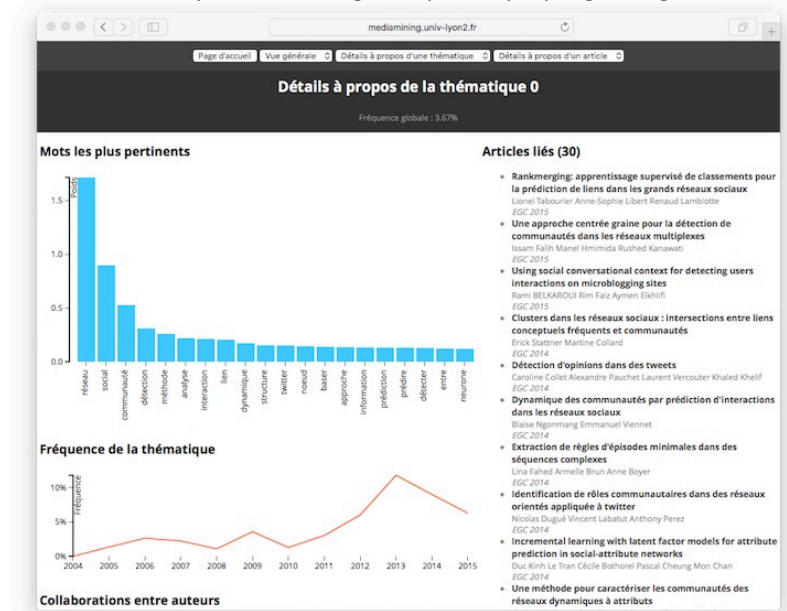 mediamining.univ-lyon2.fr
Page d'accueil Vue générale Détails à propos d'une thématique Détails à propos d'un article
Détails à propos de la thématique 0
Fréquence globale : 3.67%
Mots les plus pertinents
Poids
1.5
1.0
0.5
0.0
réseau social communauté détection méthode analyse interaction lien dynamique structure twitter noeud baser approche information prédiction prédire détecter entre neurone
Fréquence de la thématique
Fréquence
10%
5%
0%
2004 2005 2006 2007 2008 2009 2010 2011 2012 2013 2014 2015
Collaborations entre auteurs
Articles liés (30)
Rankmerging: apprentissage supervisé de classements pour
la prédiction de liens dans les grands réseaux sociaux
Lionel Tabourier Anne-Sophie Libert Renaud Lambiotte
EGC 2015
Une approche centrée graine pour la détection de
communautés dans les réseaux multiplexes
Issam Falih Manel Hmimida Rushed Kanawati
EGC 2015
Using social conversational context for detecting users
interactions on microblogging sites
Rami BELKAROUI Rim Faiz Aymen Elkhlifi
EGC 2015
Clusters dans les réseaux sociaux : intersections entre liens
conceptuels fréquents et communautés
Erick Stattner Martine Collard
EGC 2014
Détection d'opinions dans des tweets
Caroline Collet Alexandre Pauchet Laurent Vercouter Khaled Khelif
EGC 2014
Dynamique des communautés par prédiction d'interactions
dans les réseaux sociaux
Blaise Ngonmang Emmanuel Viennet
EGC 2014
Extraction de règles d'épisodes minimales dans des
séquences complexes
Lina Fahed Armelle Brun Anne Boyer
EGC 2014
Identification de rôles communautaires dans des réseaux
orientés appliquée à twitter
Nicolas Dugué Vincent Labatut Anthony Perez
EGC 2014
Incremental learning with latent factor models for attribute
prediction in social-attribute networks
Duc Kinh Le Tran Cécile Bothorel Pascal Cheung Mon Chan
EGC 2014
Une méthode pour caractériser les communautés des
réseaux dynamiques à attributs